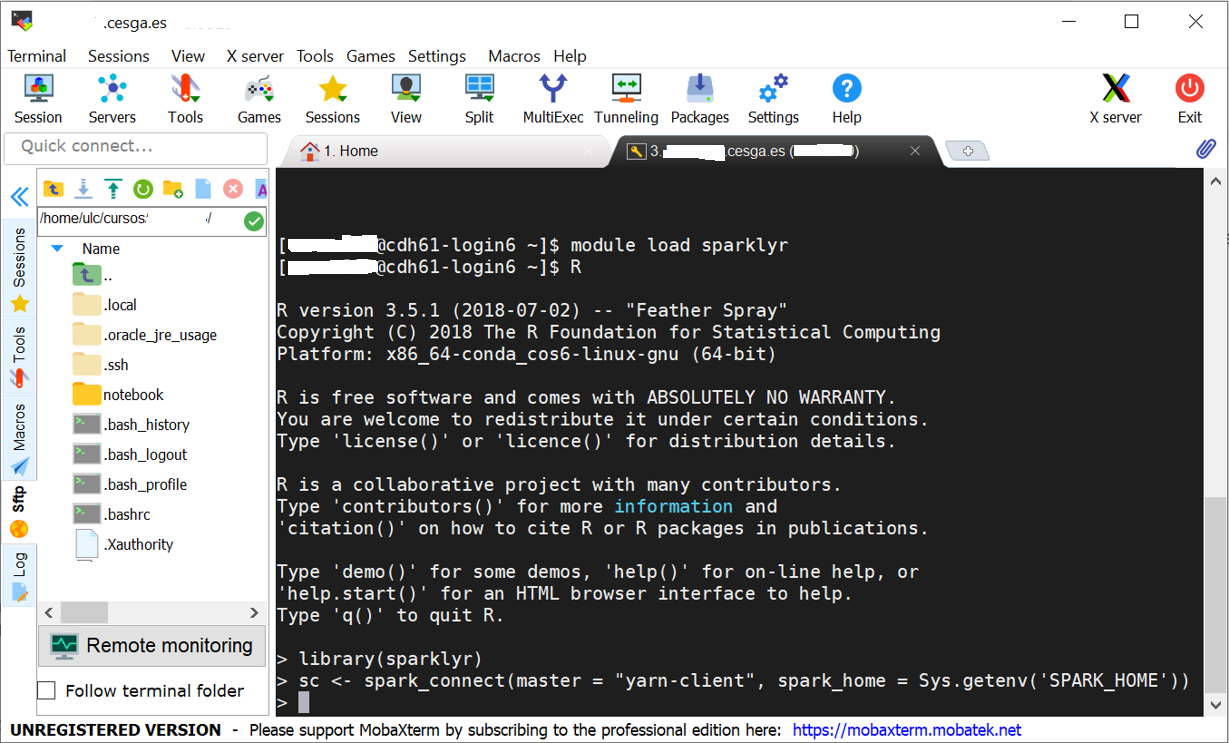 .cesga.es
Terminal Sessions View X server Tools Games Settings Macros Help
Session Servers Tools Games Sessions View Split MultiExec Tunneling Packages Settings Help X server Exit
Quick connect...
1. Home
3. .cesga.es ( )
/home/ulc/cursos/ /
Name
..
.local
.oracle_jre_usage
.ssh
notebook
.bash_history
.bash_logout
.bash_profile
.bashrc
.Xauthority
Sessions
Tools
Macros
Sftp
Log
Remote monitoring
Follow terminal folder
[ @cdh61-login6 ~]$ module load sparklyr
[ @cdh61-login6 ~]$ R
R version 3.5.1 (2018-07-02) -- "Feather Spray"
Copyright (C) 2018 The R Foundation for Statistical Computing
Platform: x86_64-conda_cos6-linux-gnu (64-bit)
R is free software and comes with ABSOLUTELY NO WARRANTY.
You are welcome to redistribute it under certain conditions.
Type 'license()' or 'licence()' for distribution details.
R is a collaborative project with many contributors.
Type 'contributors()' for more information and
'citation()' on how to cite R or R packages in publications.
Type 'demo()' for some demos, 'help()' for on-line help, or
'help.start()' for an HTML browser interface to help.
Type 'q()' to quit R.
> library(sparklyr)
> sc <- spark_connect(master = "yarn-client", spark_home = Sys.getenv('SPARK_HOME'))
>
UNREGISTERED VERSION - Please support MobaXterm by subscribing to the professional edition here: https://mobaxterm.mobatek.net